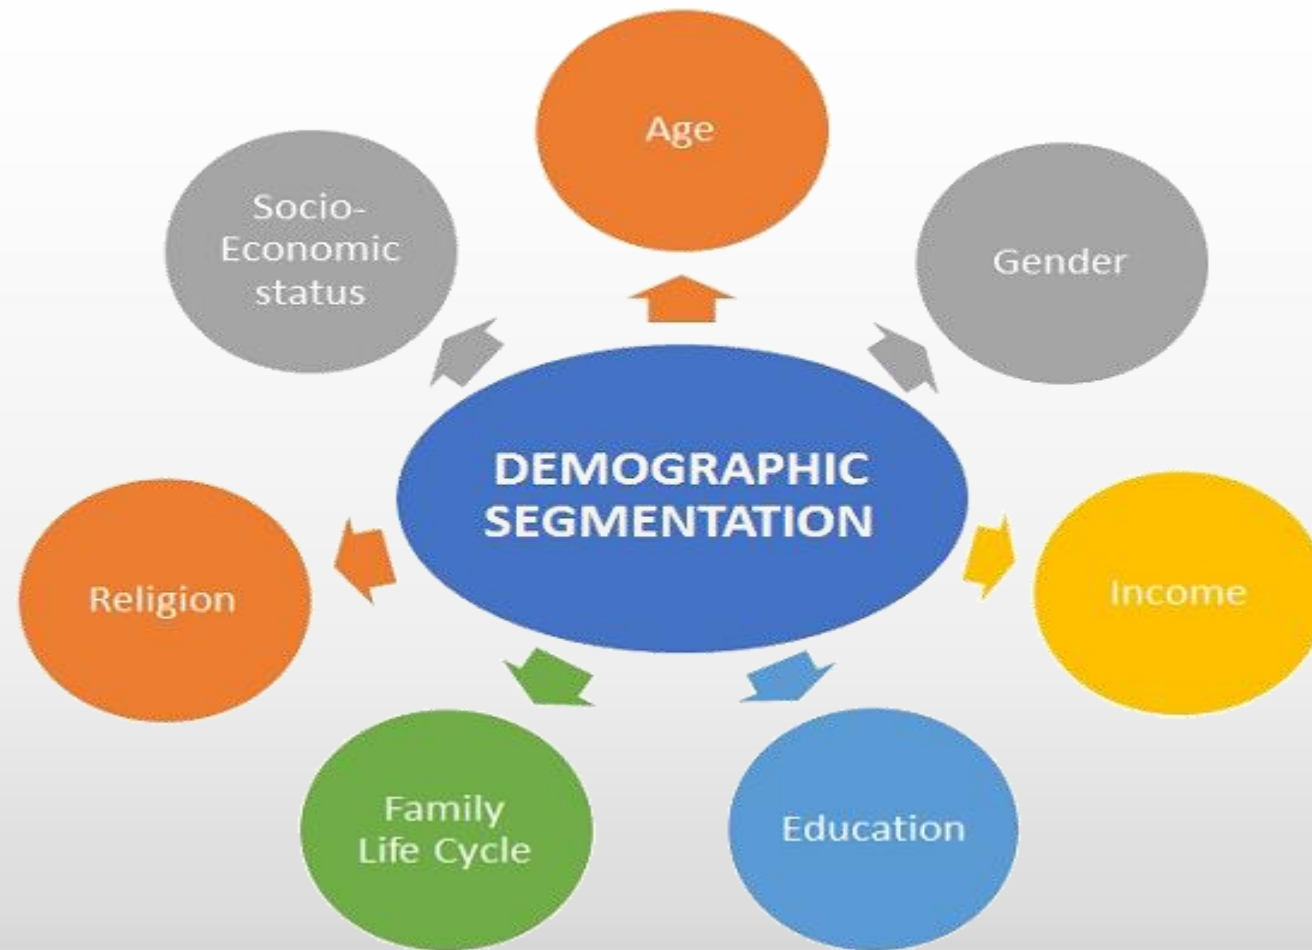 Age
Gender
Socio-
Economic
status
DEMOGRAPHIC
SEGMENTATION
Religion
Income
Family
Life Cycle
Education